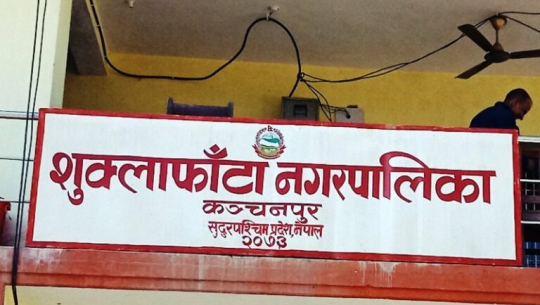 शुक्लाफाँटा नगरपालिका
कञ्चनपुर
सुदुरपश्चिम प्रदेश, नेपाल
२०७३